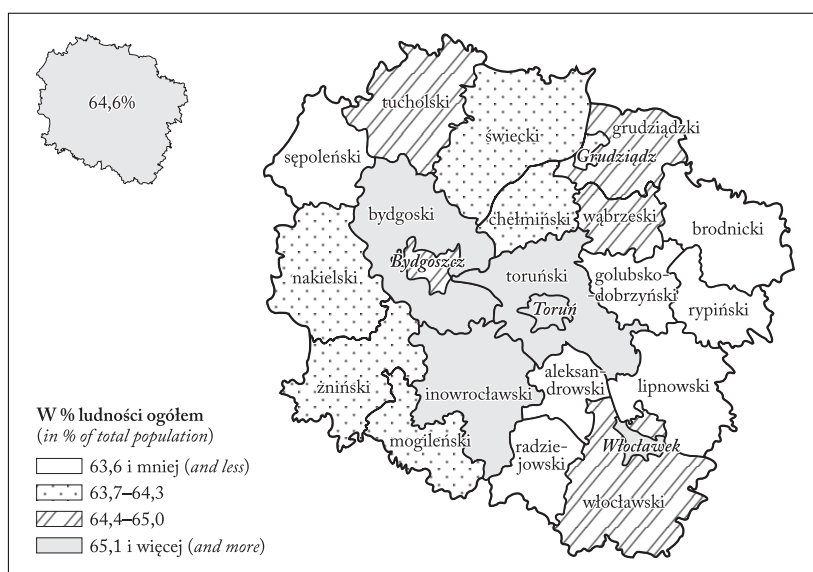 64,6%
tucholski
świecki
grudziądzki
Grudziądz
sępoleński
bydgoski
chełmiński
wąbrzeski
brodnicki
Bydgoszcz
toruński
golubsko-
-dobrzyński
nakielski
Toruń
rypiński
żniński
inowrocławski
aleksan-
drowski
lipnowski
mogileński
radzie-
jowski
Włocławek
włocławski
W % ludności ogółem
(in % of total population)
63,6 i mniej (and less)
63,7–64,3
64,4–65,0
65,1 i więcej (and more)